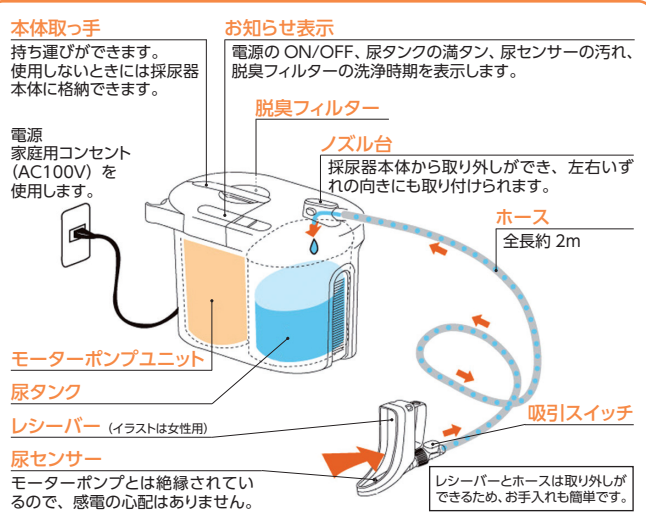 本体取っ手
持ち運びができます。
使用しないときには採尿器
本体に格納できます。
お知らせ表示
電源の ON/OFF、尿タンクの満タン、尿センサーの汚れ、
脱臭フィルターの洗浄時期を表示します。
脱臭フィルター
電源
家庭用コンセント
（AC100V）を
使用します。
ノズル台
採尿器本体から取り外しができ、左右いず
れの向きにも取り付けられます。
ホース
全長約 2m
モーターポンプユニット
尿タンク
レシーバー（イラストは女性用）
吸引スイッチ
尿センサー
モーターポンプとは絶縁されてい
るので、感電の心配はありません。
レシーバーとホースは取り外しが
できるため、お手入れも簡単です。